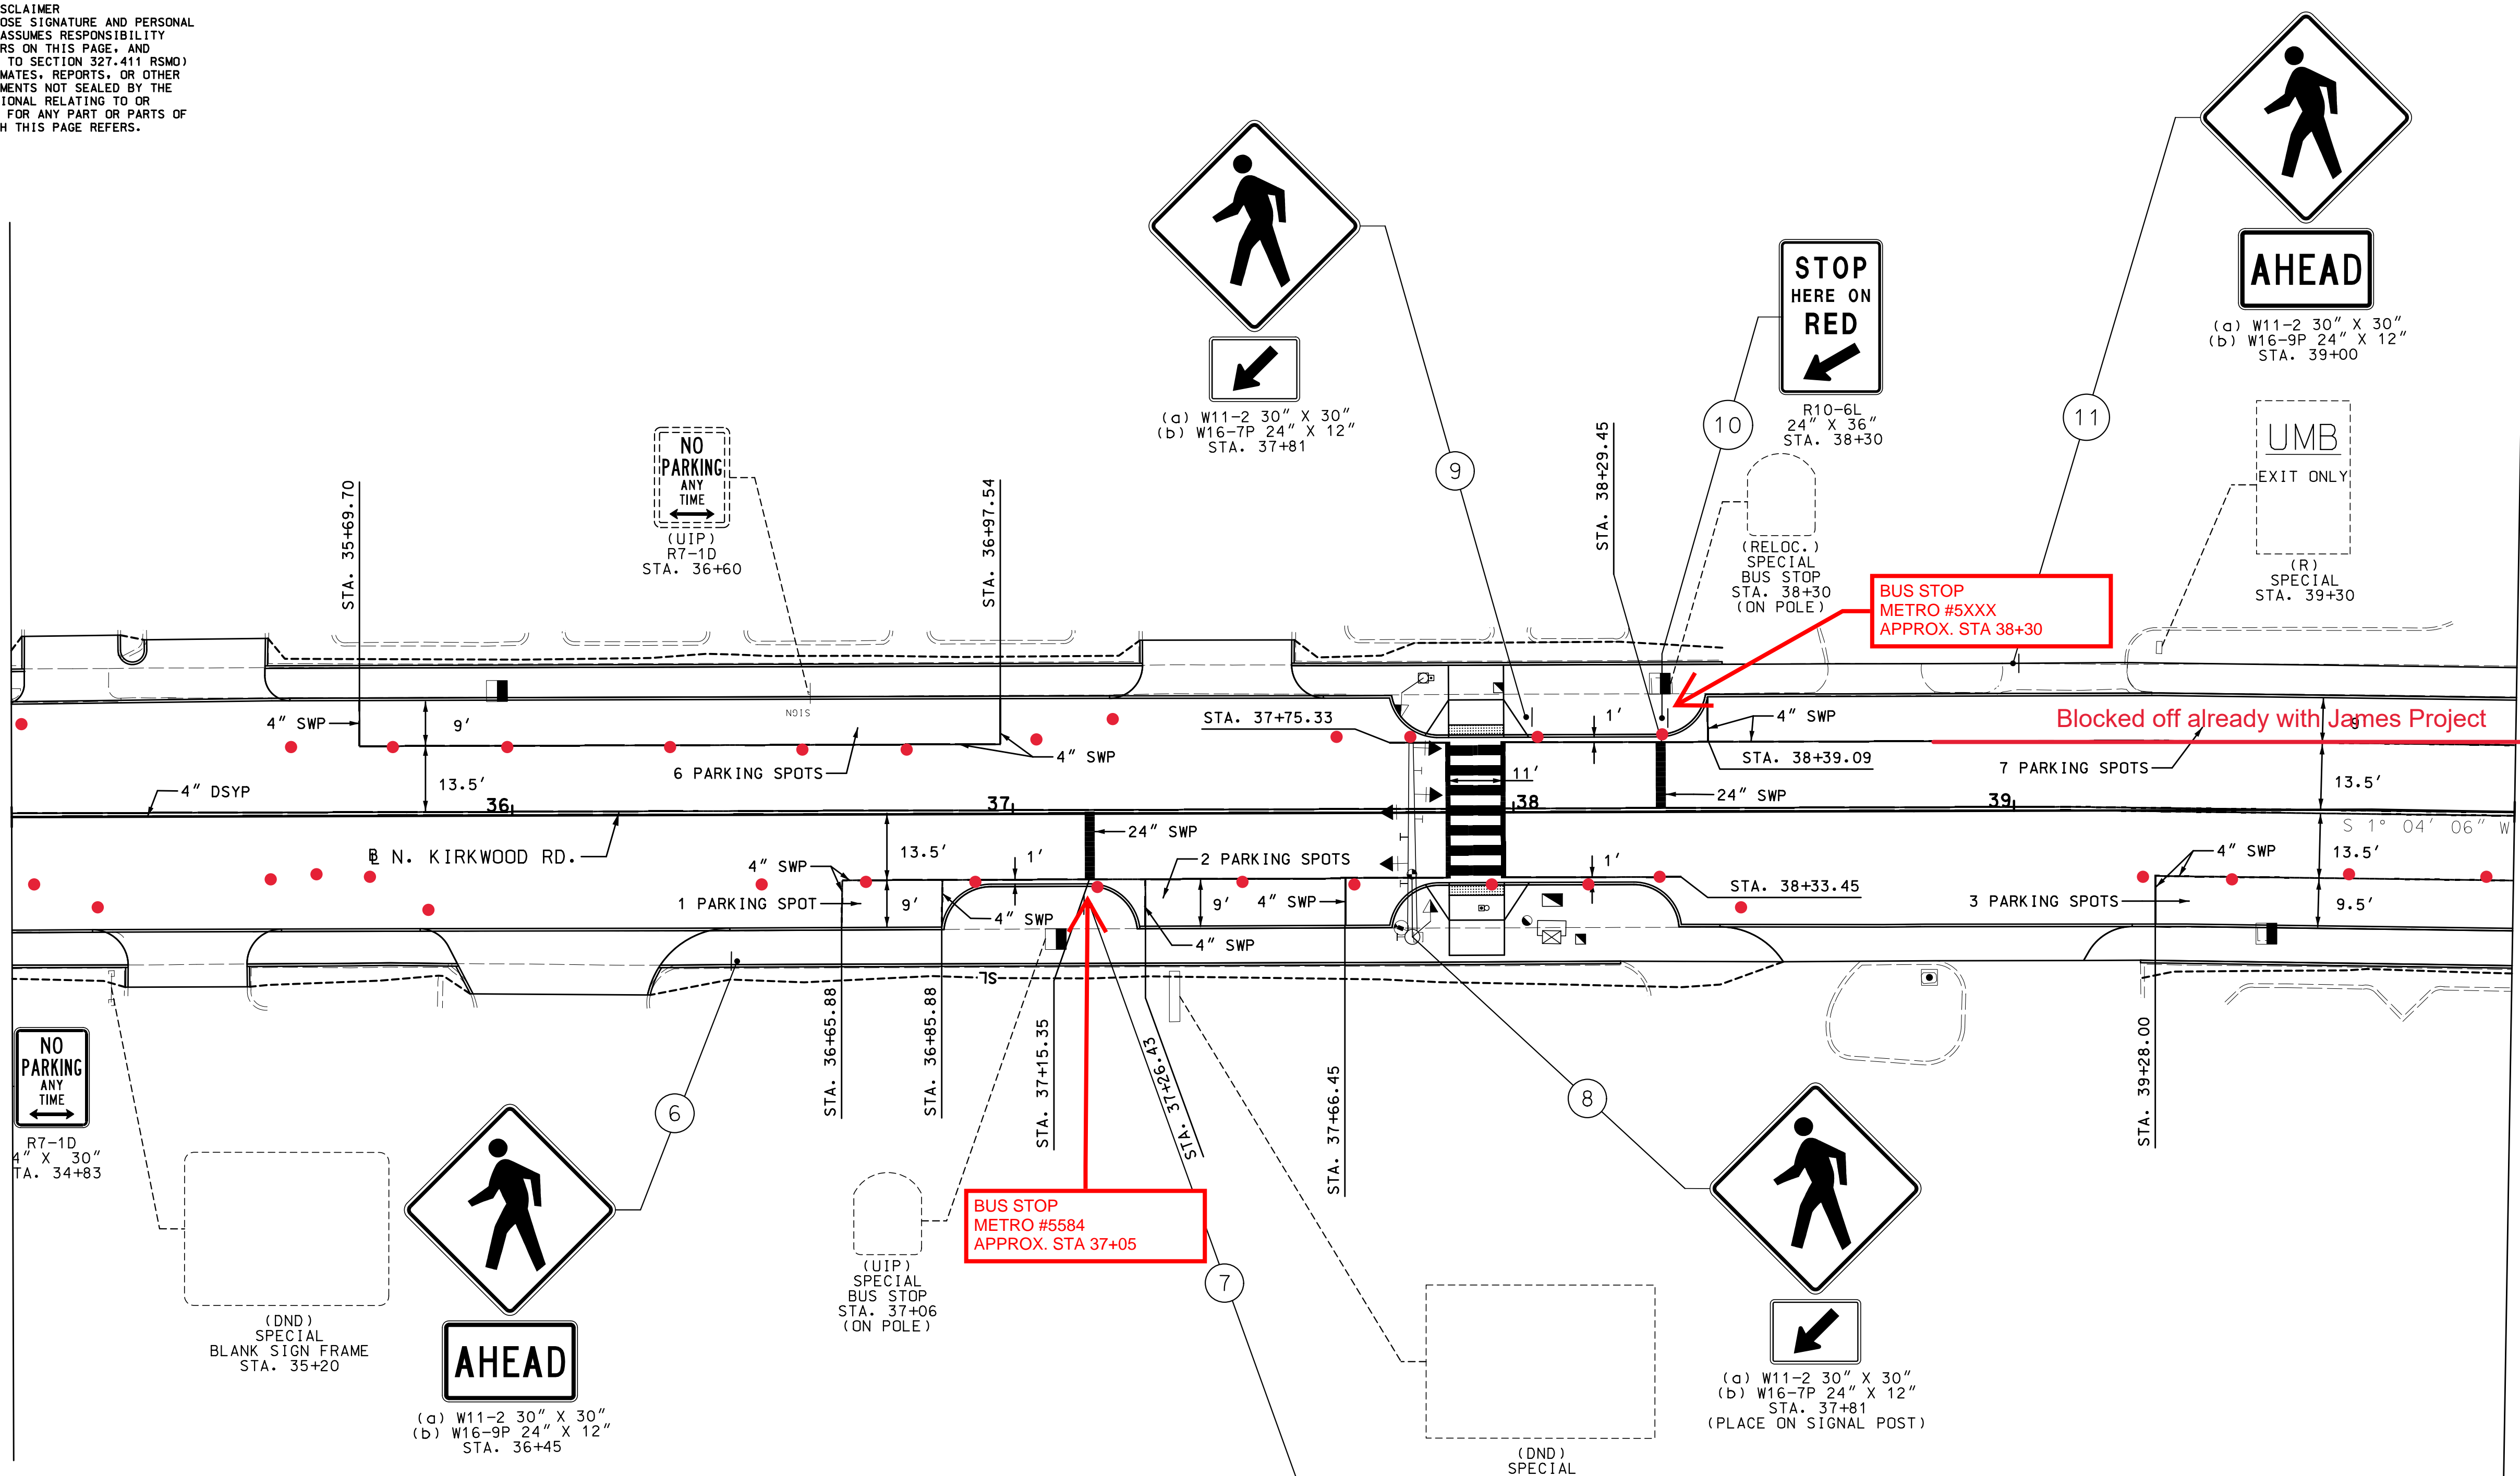 SCLAIMER
OSE SIGNATURE AND PERSONAL
ASSUMES RESPONSIBILITY
RS ON THIS PAGE, AND
TO SECTION 327.411 RSMO)
MATES, REPORTS, OR OTHER
MENTS NOT SEALED BY THE
IONAL RELATING TO OR
FOR ANY PART OR PARTS OF
H THIS PAGE REFERS.
AHEAD
(a) W11-2 30" X 30"
(b) W16-9P 24" X 12"
STA. 39+00
11
STOP
HERE ON
RED
R10-6L
24" X 36"
STA. 38+30
10
(a) W11-2 30" X 30"
(b) W16-7P 24" X 12"
STA. 37+81
9
UMB
EXIT ONLY
(R)
SPECIAL
STA. 39+30
NO
PARKING
ANY
TIME
(UIP)
R7-1D
STA. 36+60
STA. 35+69.70
STA. 36+97.54
STA. 38+29.45
(RELOC.)
SPECIAL
BUS STOP
STA. 38+30
(ON POLE)
BUS STOP
METRO #5XXX
APPROX. STA 38+30
SIGN
4" SWP
9'
STA. 37+75.33
1'
4" SWP
Blocked off already with James Project
9'
4" SWP
6 PARKING SPOTS
STA. 38+39.09
7 PARKING SPOTS
13.5'
11'
13.5'
4" DSYP
24" SWP
36
37
38
39
S 1° 04' 06" W
24" SWP
℄ N. KIRKWOOD RD.
13.5'
4" SWP
1'
2 PARKING SPOTS
1'
4" SWP
13.5'
STA. 38+33.45
1 PARKING SPOT
9'
4" SWP
9'
4" SWP
3 PARKING SPOTS
9.5'
4" SWP
SL
STA. 36+65.88
STA. 36+85.88
STA. 37+15.35
STA. 37+26.43
STA. 37+66.45
STA. 39+28.00
NO
PARKING
ANY
TIME
R7-1D
4" X 30"
TA. 34+83
6
8
BUS STOP
METRO #5584
APPROX. STA 37+05
7
(UIP)
SPECIAL
BUS STOP
STA. 37+06
(ON POLE)
(DND)
SPECIAL
BLANK SIGN FRAME
STA. 35+20
AHEAD
(a) W11-2 30" X 30"
(b) W16-9P 24" X 12"
STA. 36+45
(a) W11-2 30" X 30"
(b) W16-7P 24" X 12"
STA. 37+81
(PLACE ON SIGNAL POST)
(DND)
SPECIAL